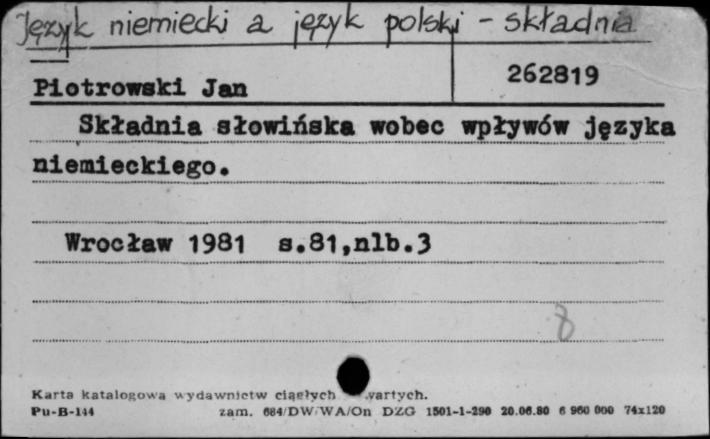 Język niemiecki a język polski - składnia
Piotrowski Jan
262819
Składnia słowińska wobec wpływów języka
niemieckiego.
Wrocław 1981 s.81,nlb.3
8
Karta katalogowa wydawnictw ciągłych wartych.
Pu-B-144 zam. 684/DW/WA/On DZG 1501-1-290 20.06.80 6 960 000 74x120